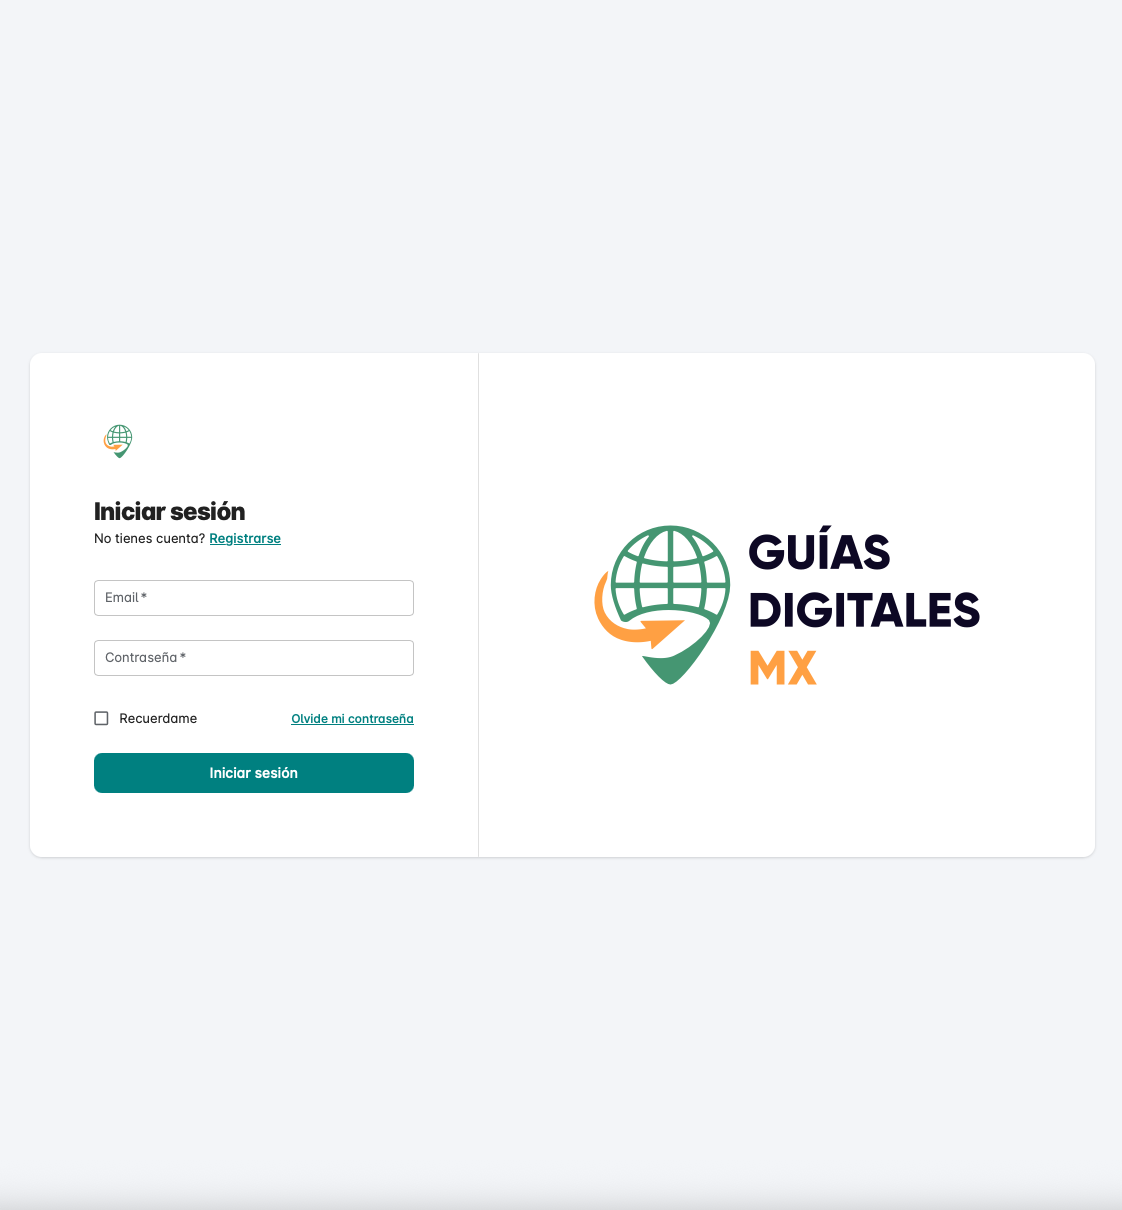 Iniciar sesión
No tienes cuenta? Registrarse
Email *
Contraseña *
Recuerdame
Olvide mi contraseña
Iniciar sesión
GUÍAS
DIGITALES
MX